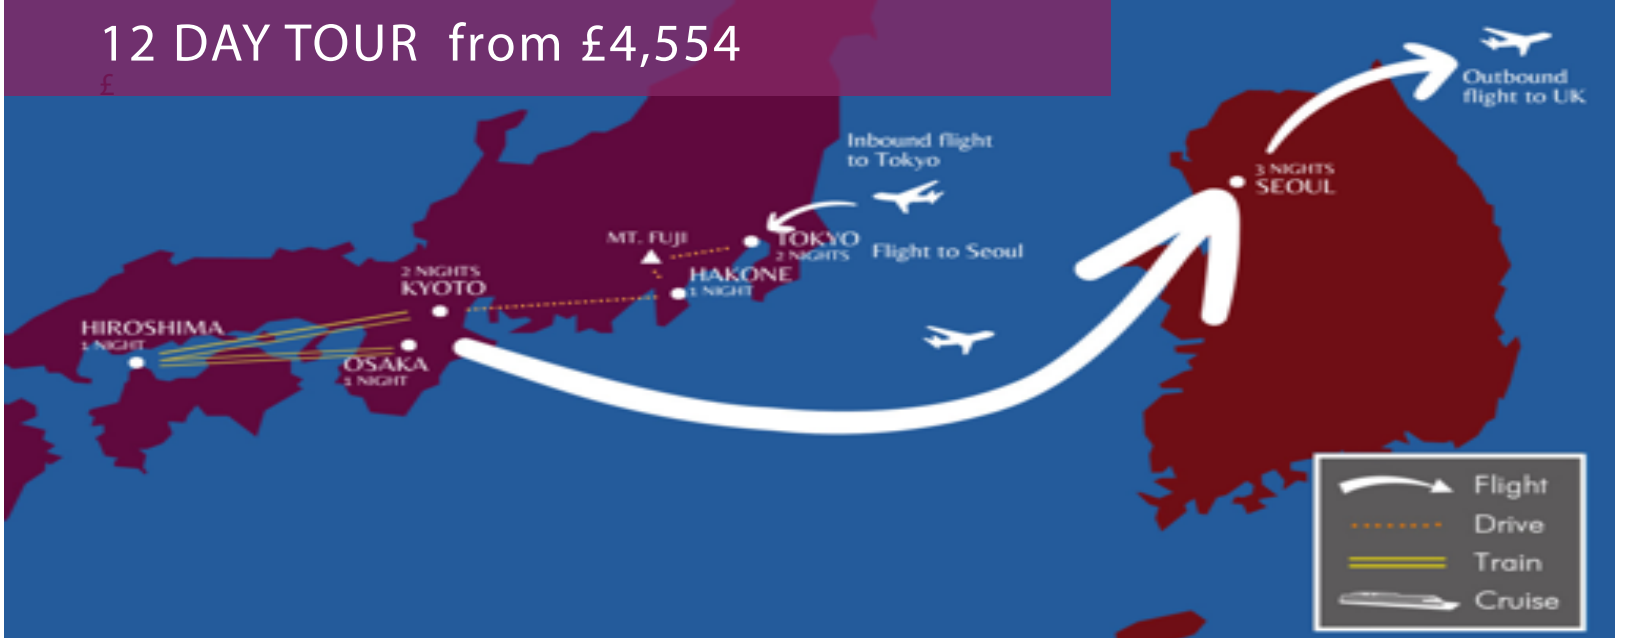 12 DAY TOUR from £4,554
£
Outbound
flight to UK
Inbound flight
to Tokyo
3 NIGHTS
SEOUL
MT. FUJI
TOKYO
2 NIGHTS
Flight to Seoul
HAKONE
1 NIGHT
2 NIGHTS
KYOTO
HIROSHIMA
1 NIGHT
OSAKA
1 NIGHT
Flight
Drive
Train
Cruise